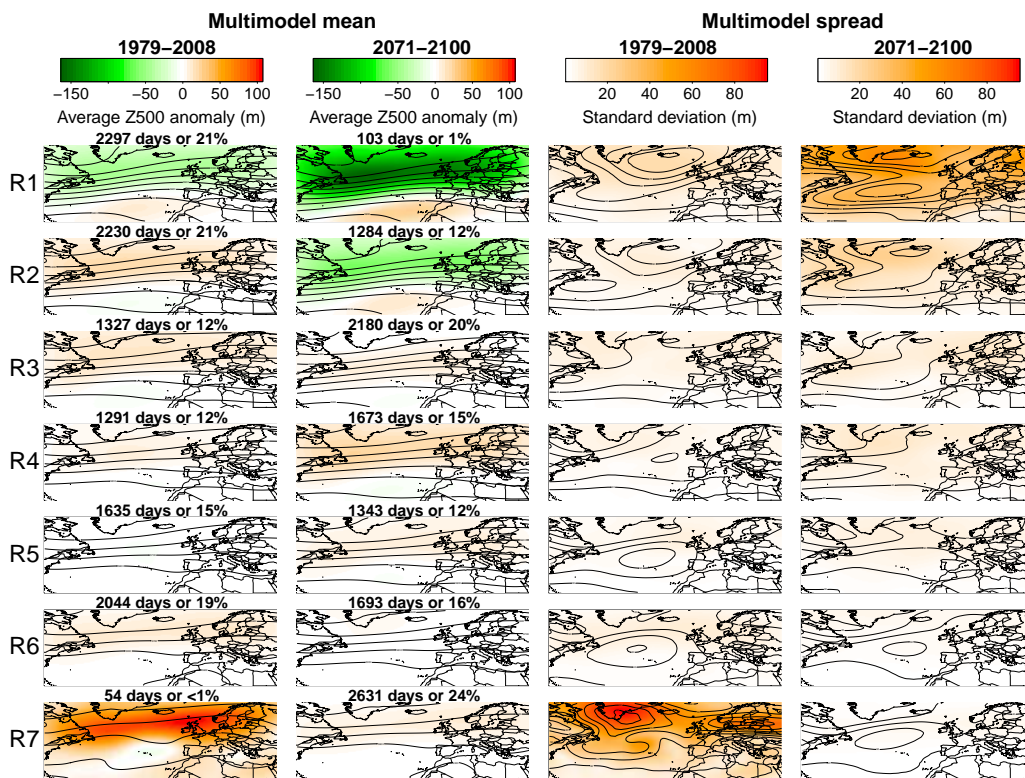 Multimodel mean Multimodel spread
1979−2008 2071−2100 1979−2008 2071−2100
−150 −50 0 50 100 −150 −50 0 50 100 20 40 60 80 20 40 60 80
Average Z500 anomaly (m) Average Z500 anomaly (m) Standard deviation (m) Standard deviation (m)
2297 days or 21% 103 days or 1%
R1
2230 days or 21% 1284 days or 12%
R2
1327 days or 12% 2180 days or 20%
R3
1291 days or 12% 1673 days or 15%
R4
1635 days or 15% 1343 days or 12%
R5
2044 days or 19% 1693 days or 16%
R6
54 days or <1% 2631 days or 24%
R7